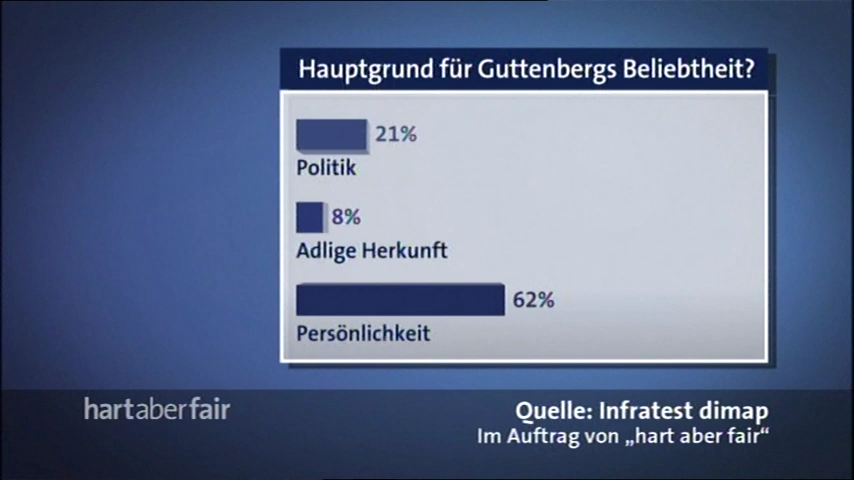 Hauptgrund für Guttenbergs Beliebtheit?
21%
Politik
8%
Adlige Herkunft
62%
Persönlichkeit
hartaberfair
Quelle: Infratest dimap
Im Auftrag von „hart aber fair“